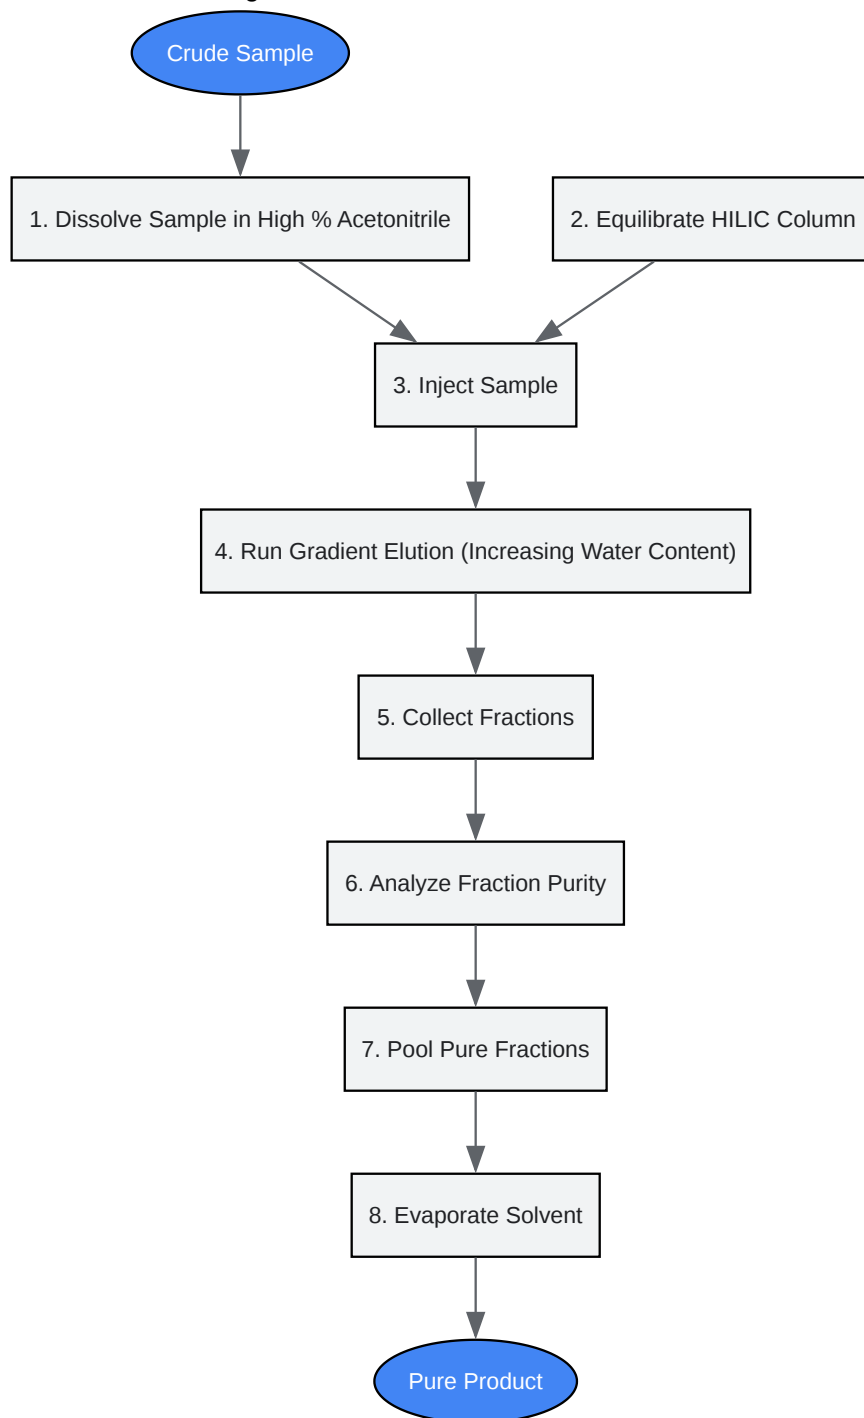 Crude Sample
1. Dissolve Sample in High % Acetonitrile
2. Equilibrate HILIC Column
3. Inject Sample
4. Run Gradient Elution (Increasing Water Content)
5. Collect Fractions
6. Analyze Fraction Purity
7. Pool Pure Fractions
8. Evaporate Solvent
Pure Product